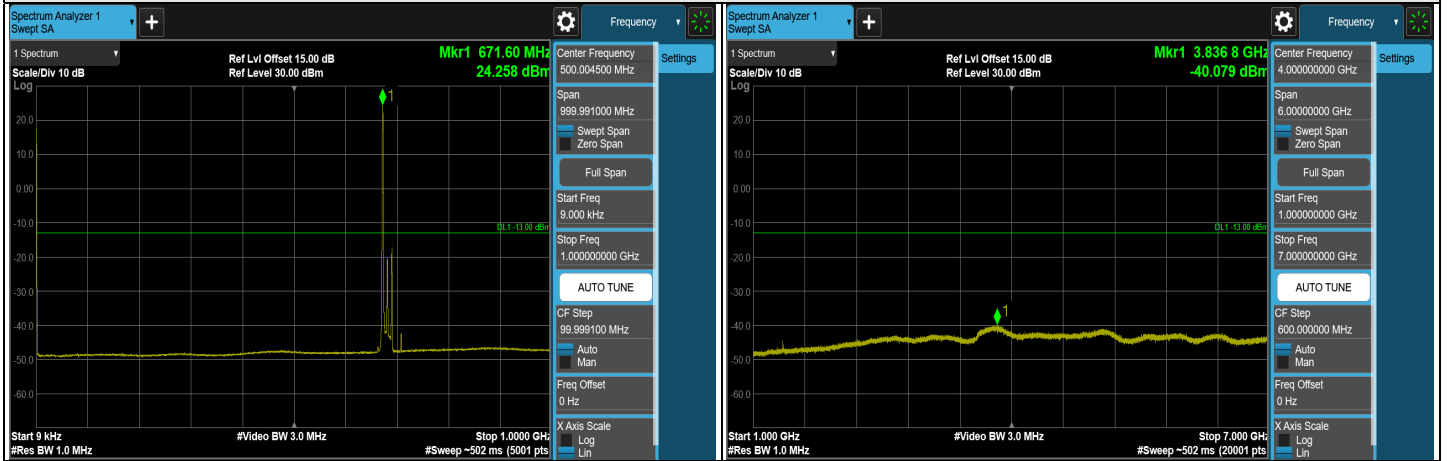 Spectrum Analyzer 1
Swept SA
+
Frequency
1 Spectrum
Scale/Div 10 dB
Log
Ref Lvl Offset 15.00 dB
Ref Level 30.00 dBm
Mkr1 671.60 MHz
24.258 dBm
1
20.0
10.0
0.00
-10.0
-20.0
-30.0
-40.0
-50.0
-60.0
DL1 -13.00 dBm
Start 9 kHz
#Res BW 1.0 MHz
#Video BW 3.0 MHz
Stop 1.0000 GHz
#Sweep ~502 ms (5001 pts
Center Frequency
500.004500 MHz
Span
999.991000 MHz
Swept Span
Zero Span
Full Span
Start Freq
9.000 kHz
Stop Freq
1.000000000 GHz
AUTO TUNE
CF Step
99.999100 MHz
Auto
Man
Freq Offset
0 Hz
X Axis Scale
Log
Lin
Settings
Spectrum Analyzer 1
Swept SA
+
Frequency
1 Spectrum
Scale/Div 10 dB
Log
Ref Lvl Offset 15.00 dB
Ref Level 30.00 dBm
Mkr1 3.836 8 GHz
-40.079 dBm
1
20.0
10.0
0.00
-10.0
-20.0
-30.0
-40.0
-50.0
-60.0
DL1 -13.00 dBm
Start 1.000 GHz
#Res BW 1.0 MHz
#Video BW 3.0 MHz
Stop 7.000 GHz
#Sweep ~502 ms (20001 pts
Center Frequency
4.000000000 GHz
Span
6.00000000 GHz
Swept Span
Zero Span
Full Span
Start Freq
1.000000000 GHz
Stop Freq
7.000000000 GHz
AUTO TUNE
CF Step
600.000000 MHz
Auto
Man
Freq Offset
0 Hz
X Axis Scale
Log
Lin
Settings